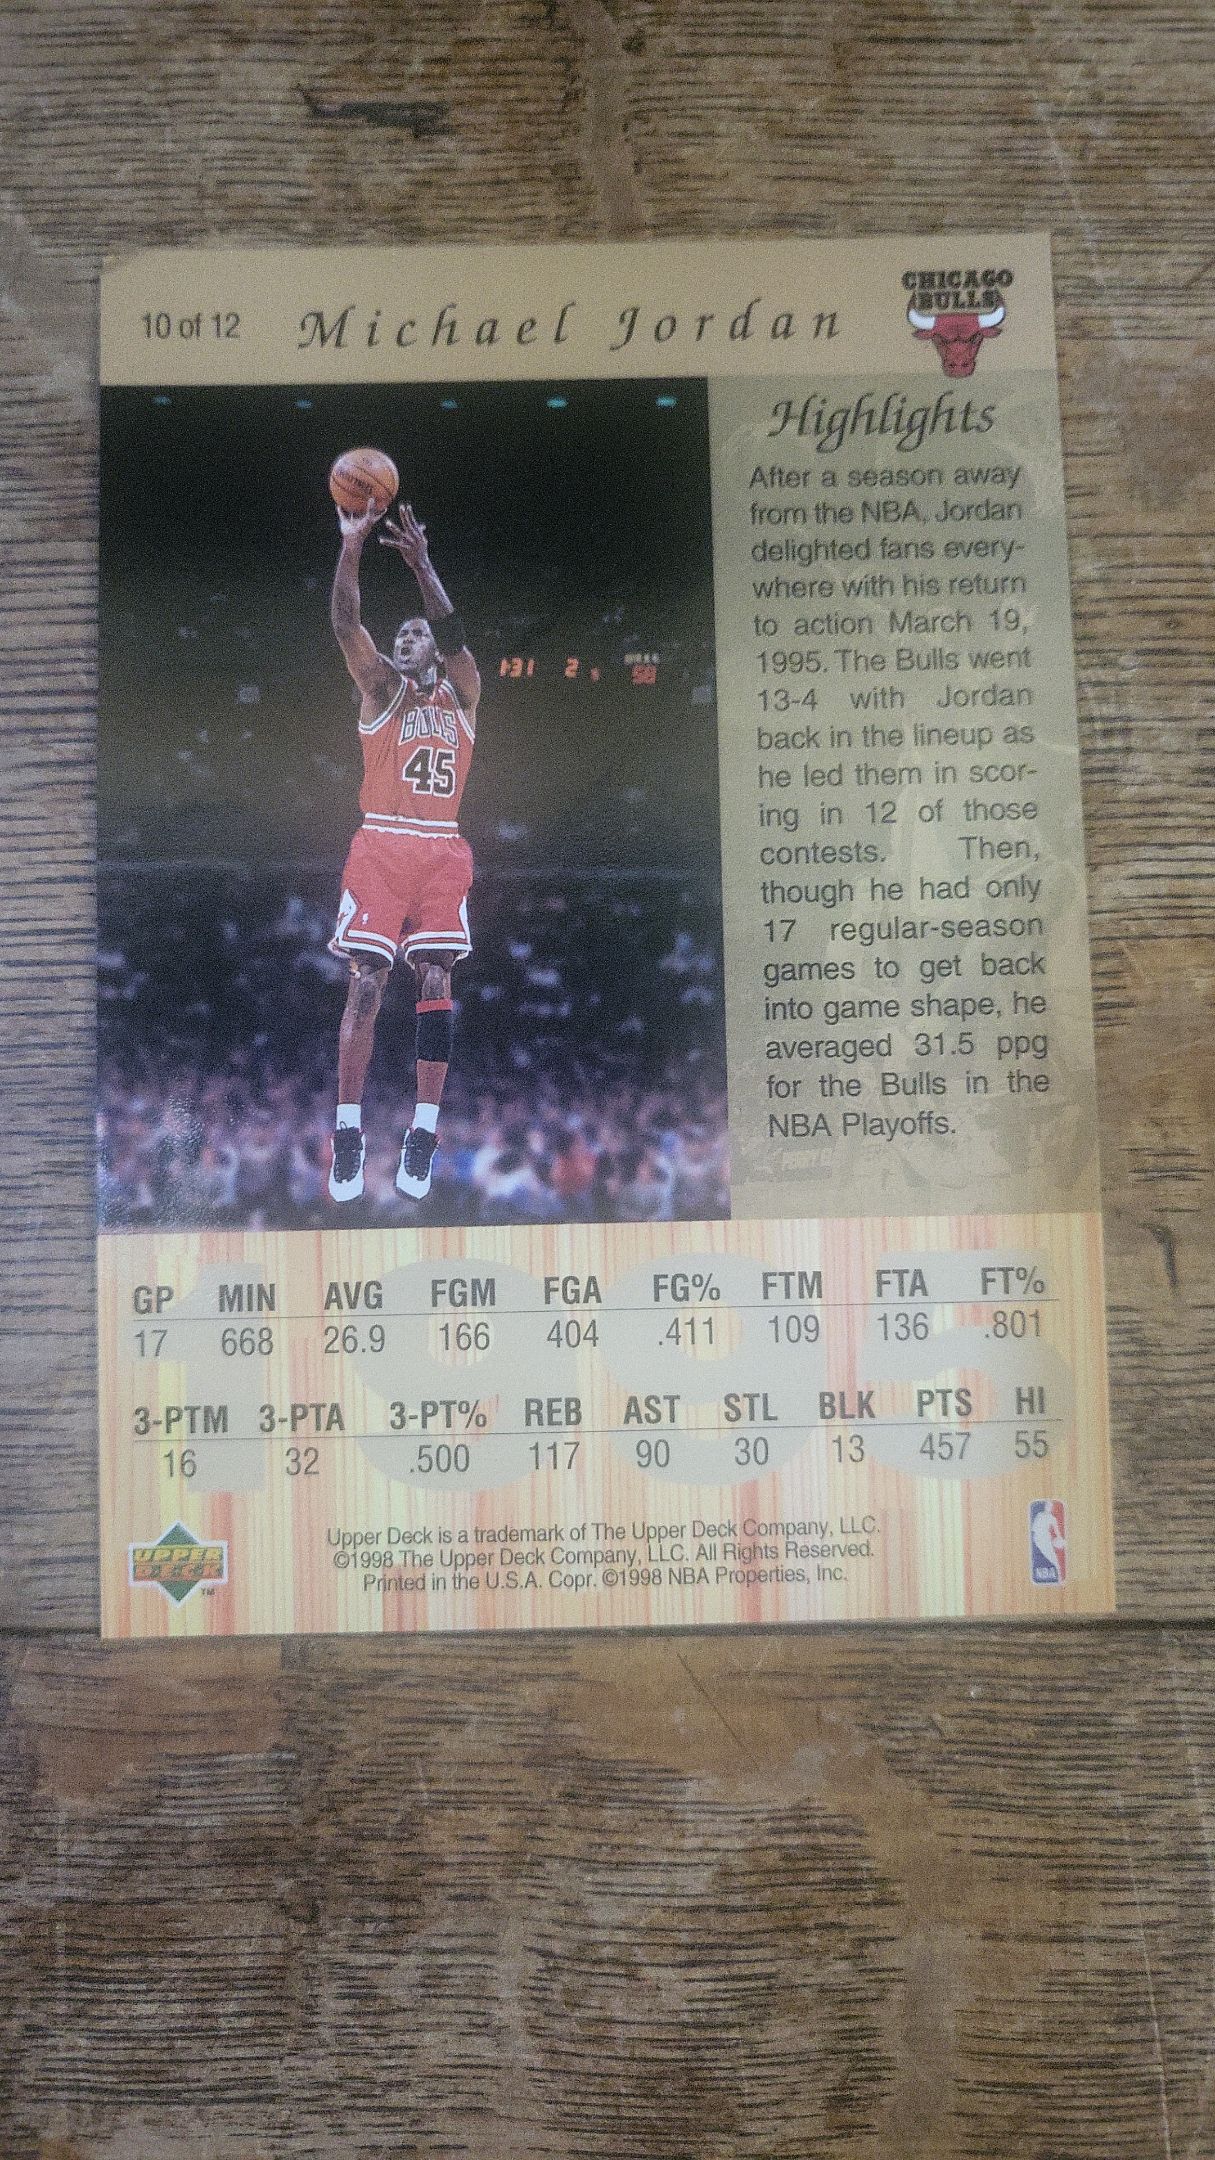 10 of 12 Michael Jordan
CHICAGO
BULLS
Highlights
After a season away
from the NBA, Jordan
delighted fans every-
where with his return
to action March 19,
1995. The Bulls went
13-4 with Jordan
back in the lineup as
he led them in scor-
ing in 12 of those
contests. Then,
though he had only
17 regular-season
games to get back
into game shape, he
averaged 31.5 ppg
for the Bulls in the
NBA Playoffs.
BULLS
45
1:31 2
1995
GP MIN AVG FGM FGA FG% FTM FTA FT%
17 668 26.9 166 404 .411 109 136 .801
3-PTM 3-PTA 3-PT% REB AST STL BLK PTS HI
16 32 .500 117 90 30 13 457 55
UPPER
DECK
TM
Upper Deck is a trademark of The Upper Deck Company, LLC.
©1998 The Upper Deck Company, LLC. All Rights Reserved.
Printed in the U.S.A. Copr. ©1998 NBA Properties, Inc.
NBA